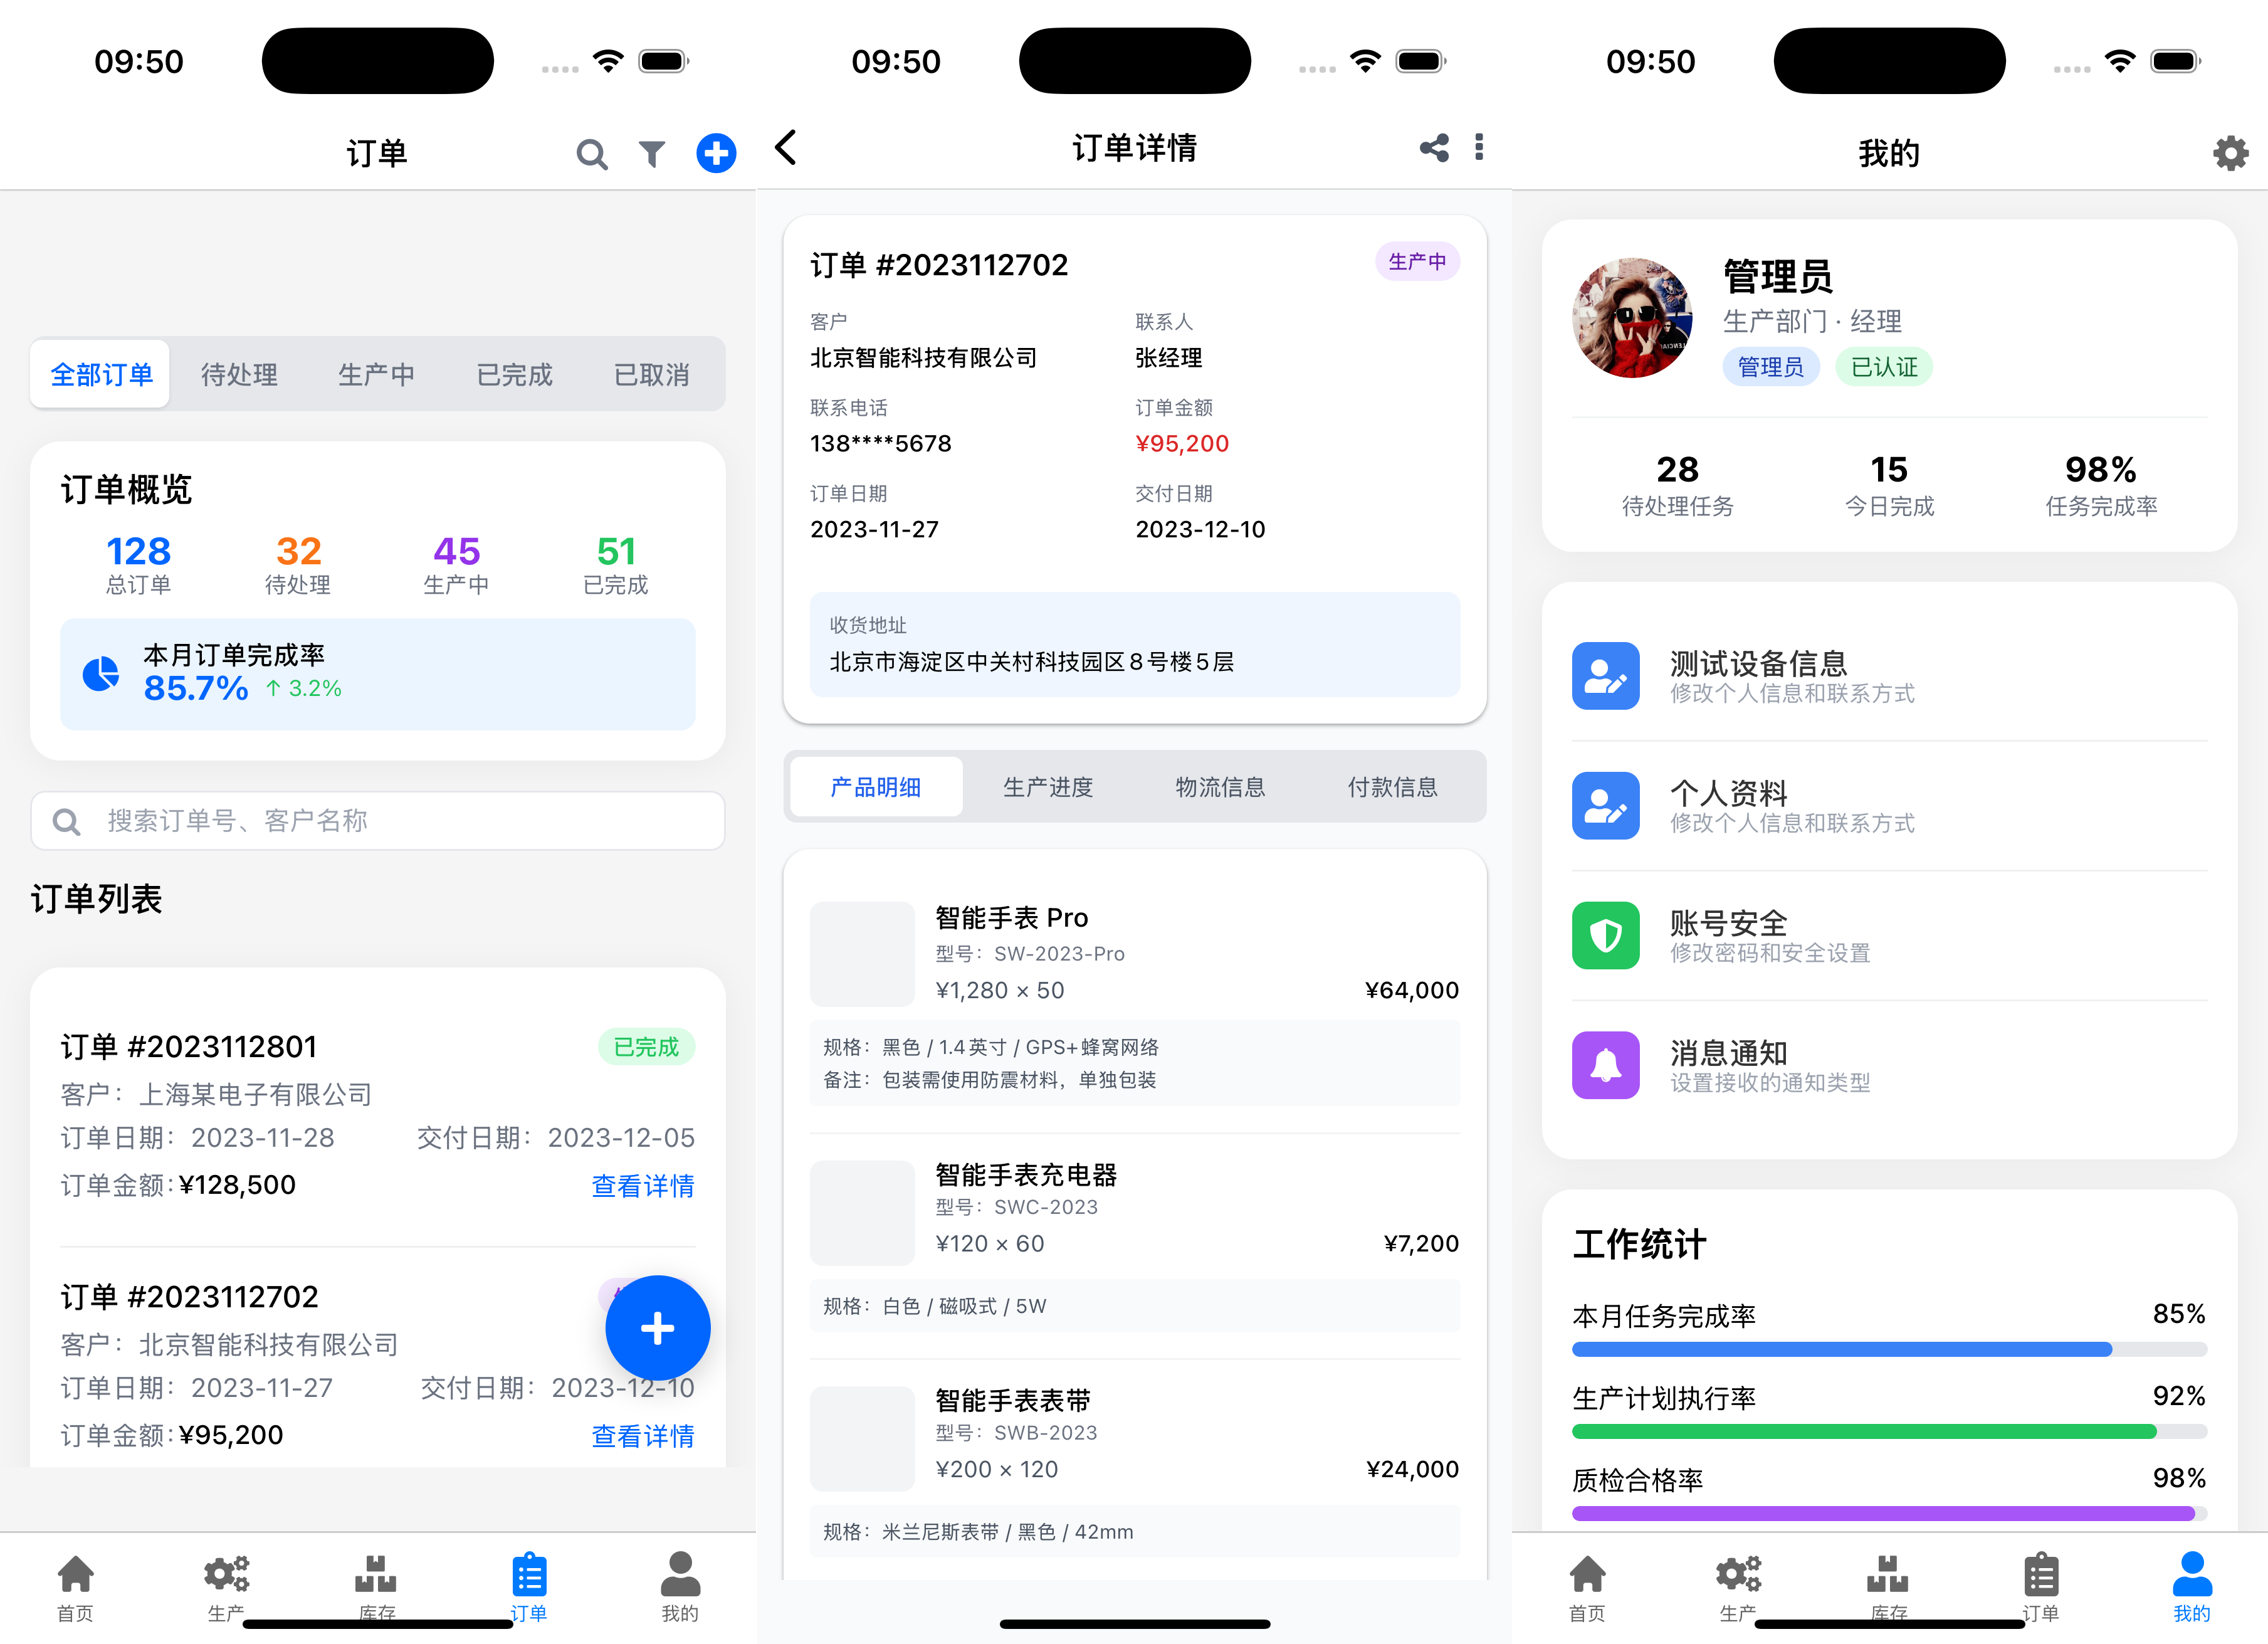 09:50
订单
全部订单
待处理
生产中
已完成
已取消
订单概览
128
总订单
32
待处理
45
生产中
51
已完成
本月订单完成率
85.7% ↑ 3.2%
搜索订单号、客户名称
订单列表
订单 #2023112801
已完成
客户：上海某电子有限公司
订单日期：2023-11-28
交付日期：2023-12-05
订单金额:¥128,500
查看详情
订单 #2023112702
客户：北京智能科技有限公司
订单日期：2023-11-27
交付日期：2023-12-10
订单金额:¥95,200
查看详情
首页
生产
库存
订单
我的
09:50
订单详情
订单 #2023112702
生产中
客户
北京智能科技有限公司
联系人
张经理
联系电话
138****5678
订单金额
¥95,200
订单日期
2023-11-27
交付日期
2023-12-10
收货地址
北京市海淀区中关村科技园区8号楼5层
产品明细
生产进度
物流信息
付款信息
智能手表 Pro
型号：SW-2023-Pro
¥1,280 × 50
¥64,000
规格：黑色 / 1.4英寸 / GPS+蜂窝网络
备注：包装需使用防震材料，单独包装
智能手表充电器
型号：SWC-2023
¥120 × 60
¥7,200
规格：白色 / 磁吸式 / 5W
智能手表表带
型号：SWB-2023
¥200 × 120
¥24,000
规格：米兰尼斯表带 / 黑色 / 42mm
09:50
我的
管理员
生产部门 · 经理
管理员
已认证
28
待处理任务
15
今日完成
98%
任务完成率
测试设备信息
修改个人信息和联系方式
个人资料
修改个人信息和联系方式
账号安全
修改密码和安全设置
消息通知
设置接收的通知类型
工作统计
本月任务完成率
85%
生产计划执行率
92%
质检合格率
98%
首页
生产
库存
订单
我的